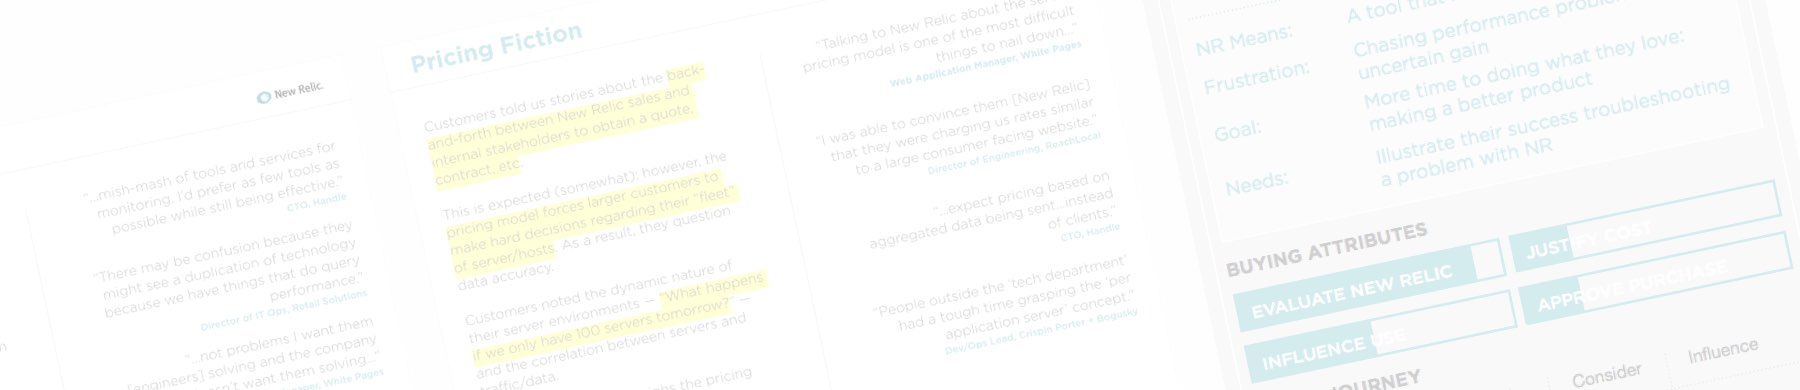 New Relic.
"...mish-mash of tools and services for
monitoring. I'd prefer as few tools as
possible while still being effective."
CTO, Handle
"There may be confusion because they
might see a duplication of technology
because we have things that do query
performance."
Director of IT Ops, Retail Solutions
"...not problems I want them
[engineers] solving and the company
want them solving..."
White Pages
Pricing Fiction
Customers told us stories about the back-
and-forth between New Relic sales and
internal stakeholders to obtain a quote,
contract, etc.
This is expected (somewhat); however, the
pricing model forces larger customers to
make hard decisions regarding their "fleet"
of server/hosts. As a result, they question
data accuracy.
Customers noted the dynamic nature of
their server environments — "What happens
if we only have 100 servers tomorrow?" —
and the correlation between servers and
traffic/data.
the pricing
"Talking to New Relic about the
pricing model is one of the most difficult
things to nail down..."
Web Application Manager, White Pages
"I was able to convince them [New Relic]
that they were charging us rates similar
to a large consumer facing website."
Director of Engineering, ReachLocal
"...expect pricing based on
aggregated data being sent...instead
of clients."
CTO, Handle
"People outside the 'tech department'
had a tough time grasping the 'per
application server' concept."
Dev/Ops Lead, Crispin Porter + Bogusky
NR Means:
A tool that
Frustration:
Chasing performance
uncertain gain
Goal:
More time to doing what they love:
making a better product
Needs:
Illustrate their success troubleshooting
a problem with NR
BUYING ATTRIBUTES
EVALUATE NEW RELIC
JUSTIFY COST
INFLUENCE USE
APPROVE PURCHASE
JOURNEY
Consider
Influence